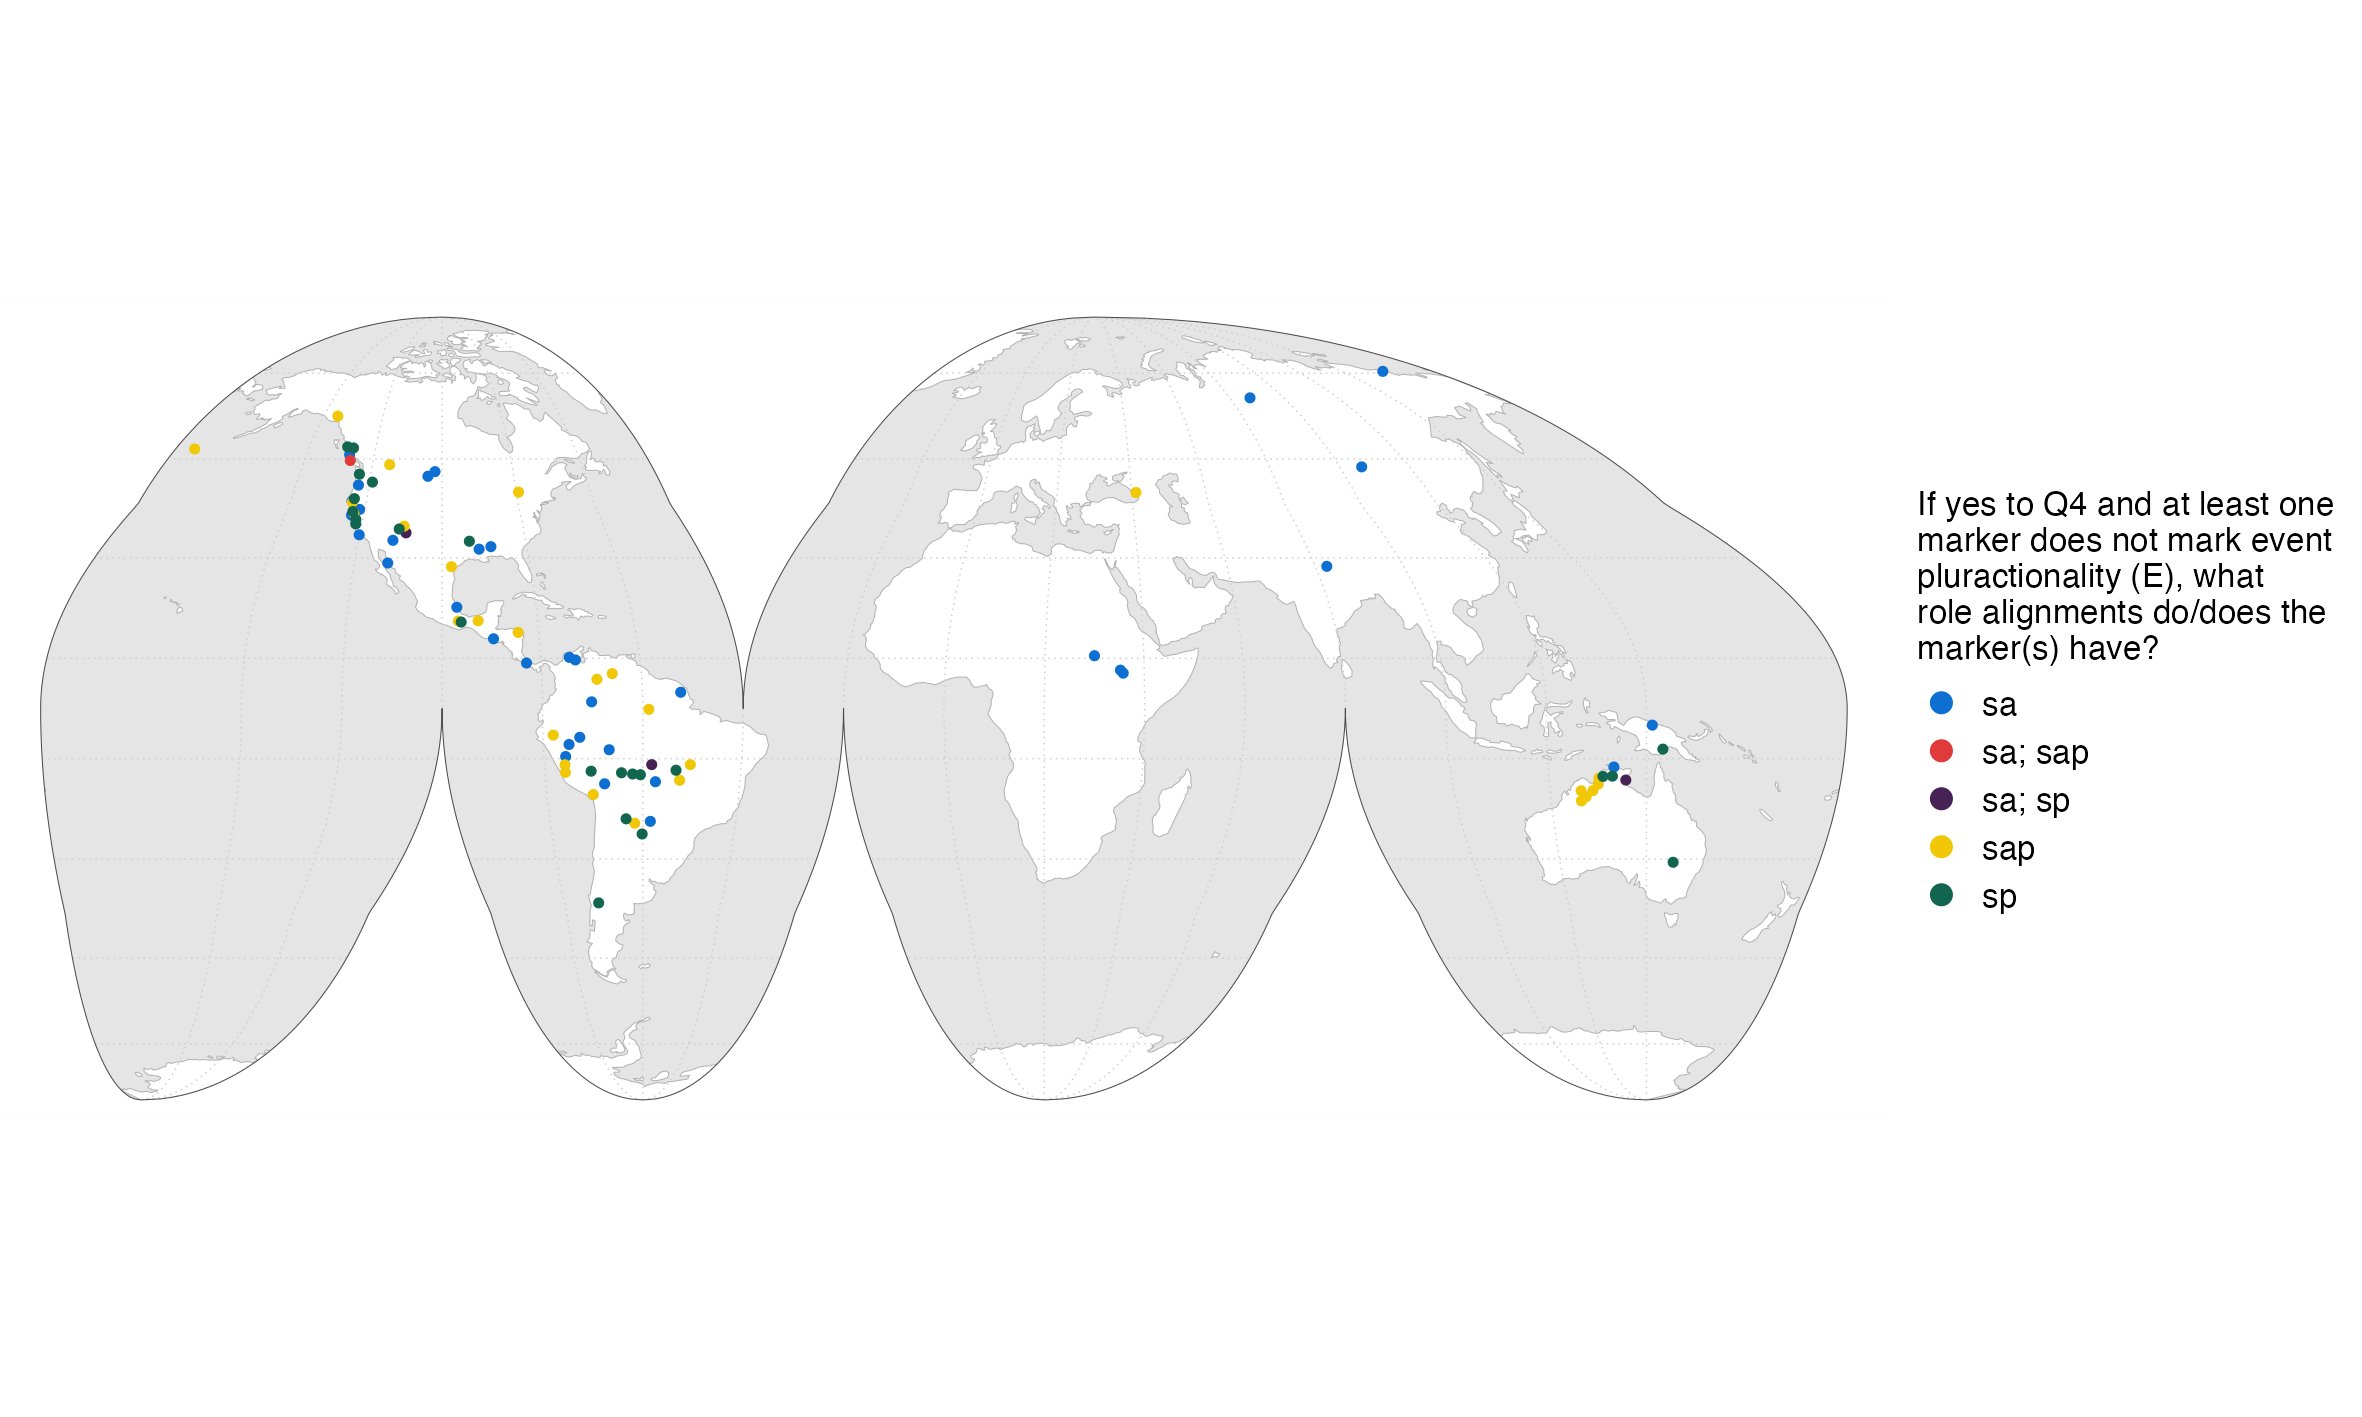 If yes to Q4 and at least one
marker does not mark event
pluractionality (E), what
role alignments do/does the
marker(s) have?
sa
sa; sap
sa; sp
sap
sp